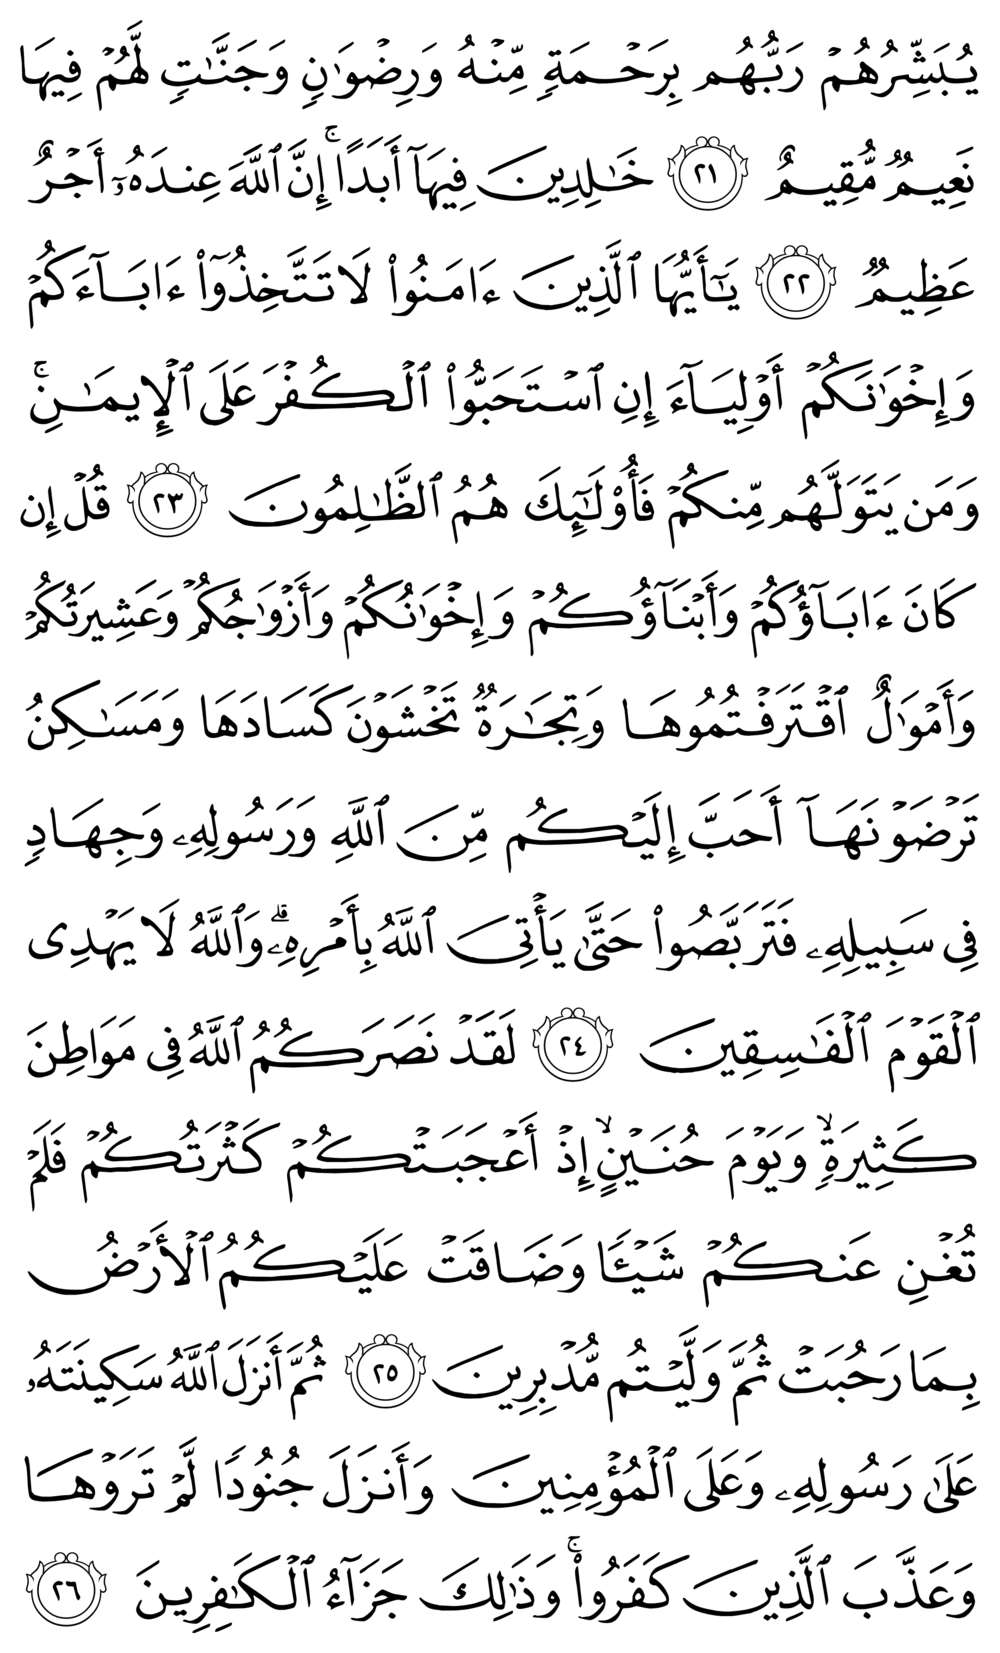 يُبَشِّرُهُمْ رَبُّهُم بِرَحْمَةٍ مِّنْهُ وَرِضْوَٰنٍ وَجَنَّٰتٍ لَّهُمْ فِيهَا
نَعِيمٌ مُّقِيمٌ ٢١ خَٰلِدِينَ فِيهَآ أَبَدًا ۚ إِنَّ ٱللَّهَ عِندَهُۥٓ أَجْرٌ
عَظِيمٌ ٢٢ يَٰٓأَيُّهَا ٱلَّذِينَ ءَامَنُوا۟ لَا تَتَّخِذُوٓا۟ ءَابَآءَكُمْ
وَإِخْوَٰنَكُمْ أَوْلِيَآءَ إِنِ ٱسْتَحَبُّوا۟ ٱلْكُفْرَ عَلَى ٱلْإِيمَٰنِ ۚ
وَمَن يَتَوَلَّهُم مِّنكُمْ فَأُو۟لَٰٓئِكَ هُمُ ٱلظَّٰلِمُونَ ٢٣ قُلْ إِن
كَانَ ءَابَآؤُكُمْ وَأَبْنَآؤُكُمْ وَإِخْوَٰنُكُمْ وَأَزْوَٰجُكُمْ وَعَشِيرَتُكُمْ
وَأَمْوَٰلٌ ٱقْتَرَفْتُمُوهَا وَتِجَٰرَةٌ تَخْشَوْنَ كَسَادَهَا وَمَسَٰكِنُ
تَرْضَوْنَهَآ أَحَبَّ إِلَيْكُم مِّنَ ٱللَّهِ وَرَسُولِهِۦ وَجِهَادٍ
فِى سَبِيلِهِۦ فَتَرَبَّصُوا۟ حَتَّىٰ يَأْتِىَ ٱللَّهُ بِأَمْرِهِۦ ۗ وَٱللَّهُ لَا يَهْدِى
ٱلْقَوْمَ ٱلْفَٰسِقِينَ ٢٤ لَقَدْ نَصَرَكُمُ ٱللَّهُ فِى مَوَاطِنَ
كَثِيرَةٍ ۙ وَيَوْمَ حُنَيْنٍ ۙ إِذْ أَعْجَبَتْكُمْ كَثْرَتُكُمْ فَلَمْ
تُغْنِ عَنكُمْ شَيْـًٔا وَضَاقَتْ عَلَيْكُمُ ٱلْأَرْضُ
بِمَا رَحُبَتْ ثُمَّ وَلَّيْتُم مُّدْبِرِينَ ٢٥ ثُمَّ أَنزَلَ ٱللَّهُ سَكِينَتَهُۥ
عَلَىٰ رَسُولِهِۦ وَعَلَى ٱلْمُؤْمِنِينَ وَأَنزَلَ جُنُودًا لَّمْ تَرَوْهَا
وَعَذَّبَ ٱلَّذِينَ كَفَرُوا۟ ۚ وَذَٰلِكَ جَزَآءُ ٱلْكَٰفِرِينَ ٢٦